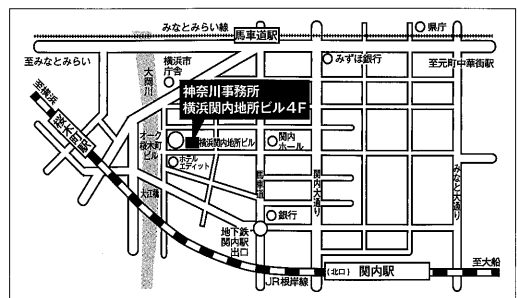 みなとみらい線
馬車道駅
県庁
至みなとみらい
大岡川
横浜市
庁舎
みずほ銀行
至元町中華街駅
至横浜
桜木町駅
神奈川事務所
横浜関内地所ビル4F
オーク
桜木町
ビル
横浜関内地所ビル
関内
ホール
ホテル
エディット
大江橋
馬車道
関内大通り
みなと大通り
銀行
地下鉄
関内駅
出口
JR根岸線
(北口)
関内駅
至大船